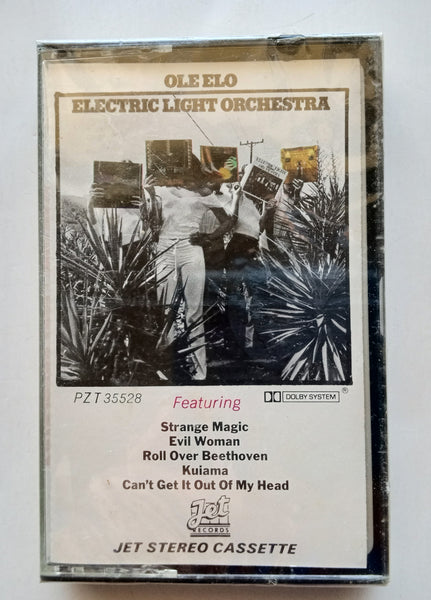 OLE ELO
ELECTRIC LIGHT ORCHESTRA
PZT 35528
Featuring
DOLBY SYSTEM ®
Strange Magic
Evil Woman
Roll Over Beethoven
Kuiama
Can't Get It Out Of My Head
Jet
RECORDS
JET STEREO CASSETTE